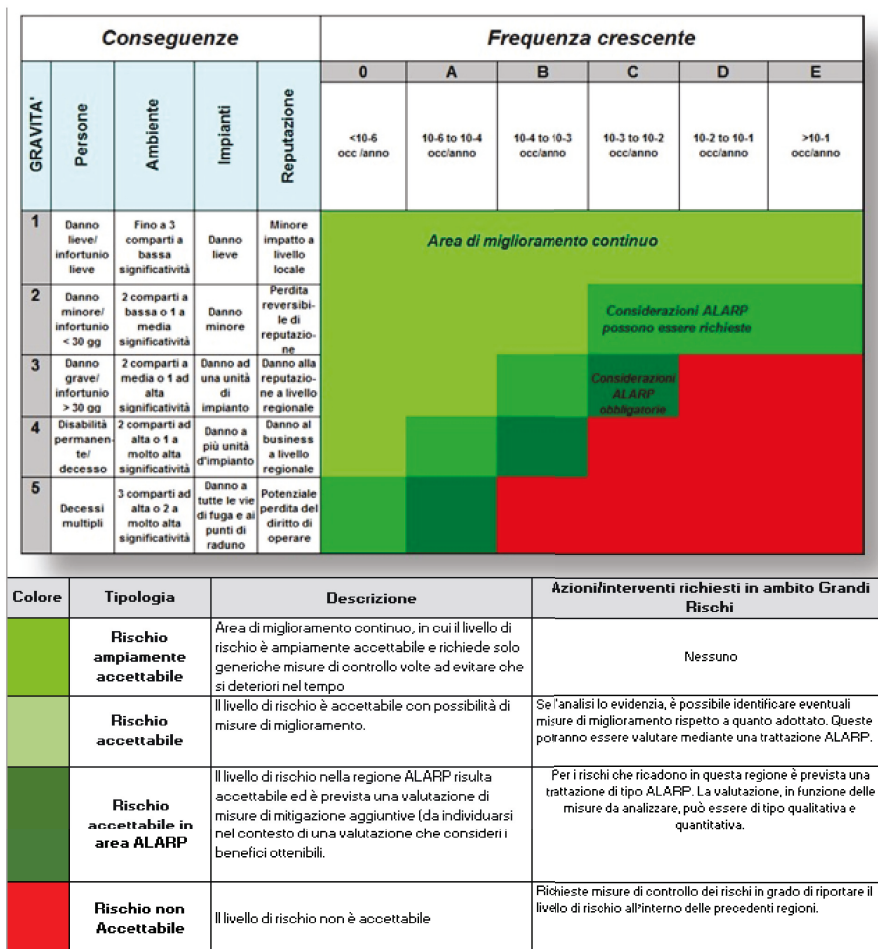 Conseguenze
Frequenza crescente
GRAVITA'
Persone
Ambiente
Impianti
Reputazione
0
A
B
C
D
E
<10-6
occ /anno
10-6 to 10-4
occ/anno
10-4 to 10-3
occ/anno
10-3 to 10-2
occ/anno
10-2 to 10-1
occ/anno
>10-1
occ/anno
1
Danno
lieve/
infortunio
lieve
Fino a 3
comparti a
bassa
significatività
Danno
lieve
Minore
impatto a
livello
locale
Area di miglioramento continuo
2
Danno
minore/
infortunio
< 30 gg
2 comparti a
bassa o 1 a
media
significatività
Danno
minore
Perdita
reversibi-
le di
reputazio-
ne
Considerazioni ALARP
possono essere richieste
3
Danno
grave/
infortunio
> 30 gg
2 comparti a
media o 1 ad
alta
significatività
Danno ad
una unità
di
impianto
Danno alla
reputazio-
ne a livello
regionale
Considerazioni
ALARP
obbligatorie
4
Disabilità
permanen-
te/
decesso
2 comparti ad
alta o 1 a
molto alta
significatività
Danno a
più unità
d'impianto
Danno al
business
a livello
regionale
5
Decessi
multipli
3 comparti ad
alta o 2 a
molto alta
significatività
Danno a
tutte le vie
di fuga e ai
punti di
raduno
Potenziale
perdita del
diritto di
operare
Colore
Tipologia
Descrizione
Azioni/interventi richiesti in ambito Grandi
Rischi
Rischio
ampiamente
accettabile
Area di miglioramento continuo, in cui il livello di
rischio è ampiamente accettabile e richiede solo
generiche misure di controllo volte ad evitare che
si deteriori nel tempo
Nessuno
Rischio
accettabile
Il livello di rischio è accettabile con possibilità di
misure di miglioramento.
Se l'analisi lo evidenzia, è possibile identificare eventuali
misure di miglioramento rispetto a quanto adottato. Queste
potranno essere valutare mediante una trattazione ALARP.
Rischio
accettabile in
area ALARP
Il livello di rischio nella regione ALARP risulta
accettabile ed è prevista una valutazione di
misure di mitigazione aggiuntive (da individuarsi
nel contesto di una valutazione che consideri i
benefici ottenibili.
Per i rischi che ricadono in questa regione è prevista una
trattazione di tipo ALARP. La valutazione, in funzione delle
misure da analizzare, può essere di tipo qualitativa e
quantitativa.
Rischio non
Accettabile
Il livello di rischio non è accettabile
Richieste misure di controllo dei rischi in grado di riportare il
livello di rischio all'interno delle precedenti regioni.